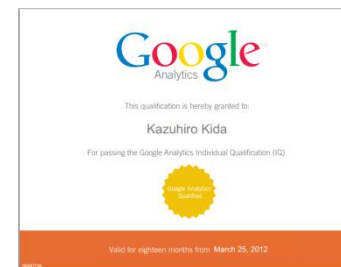 Google
Analytics
This qualification is hereby granted to:
Kazuhiro Kida
For passing the Google Analytics Individual Qualification (IQ)
Google Analytics
Qualified
Valid for eighteen months from March 25, 2012